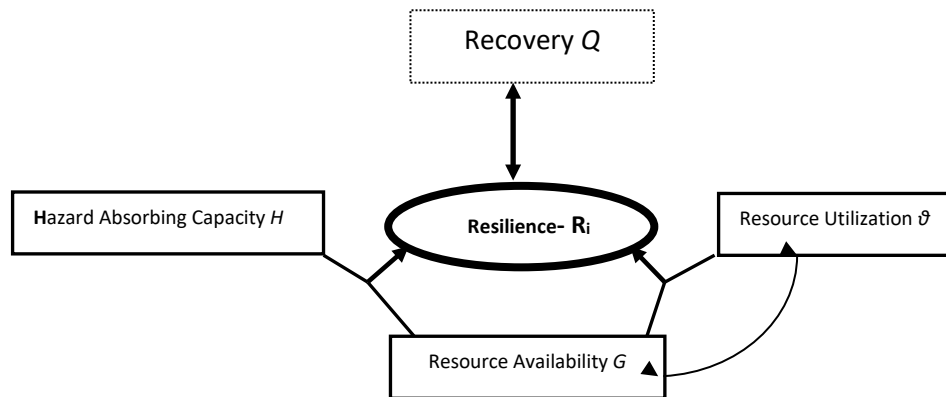 Recovery Q
Hazard Absorbing Capacity H
Resilience- Ri
Resource Utilization ϑ
Resource Availability G